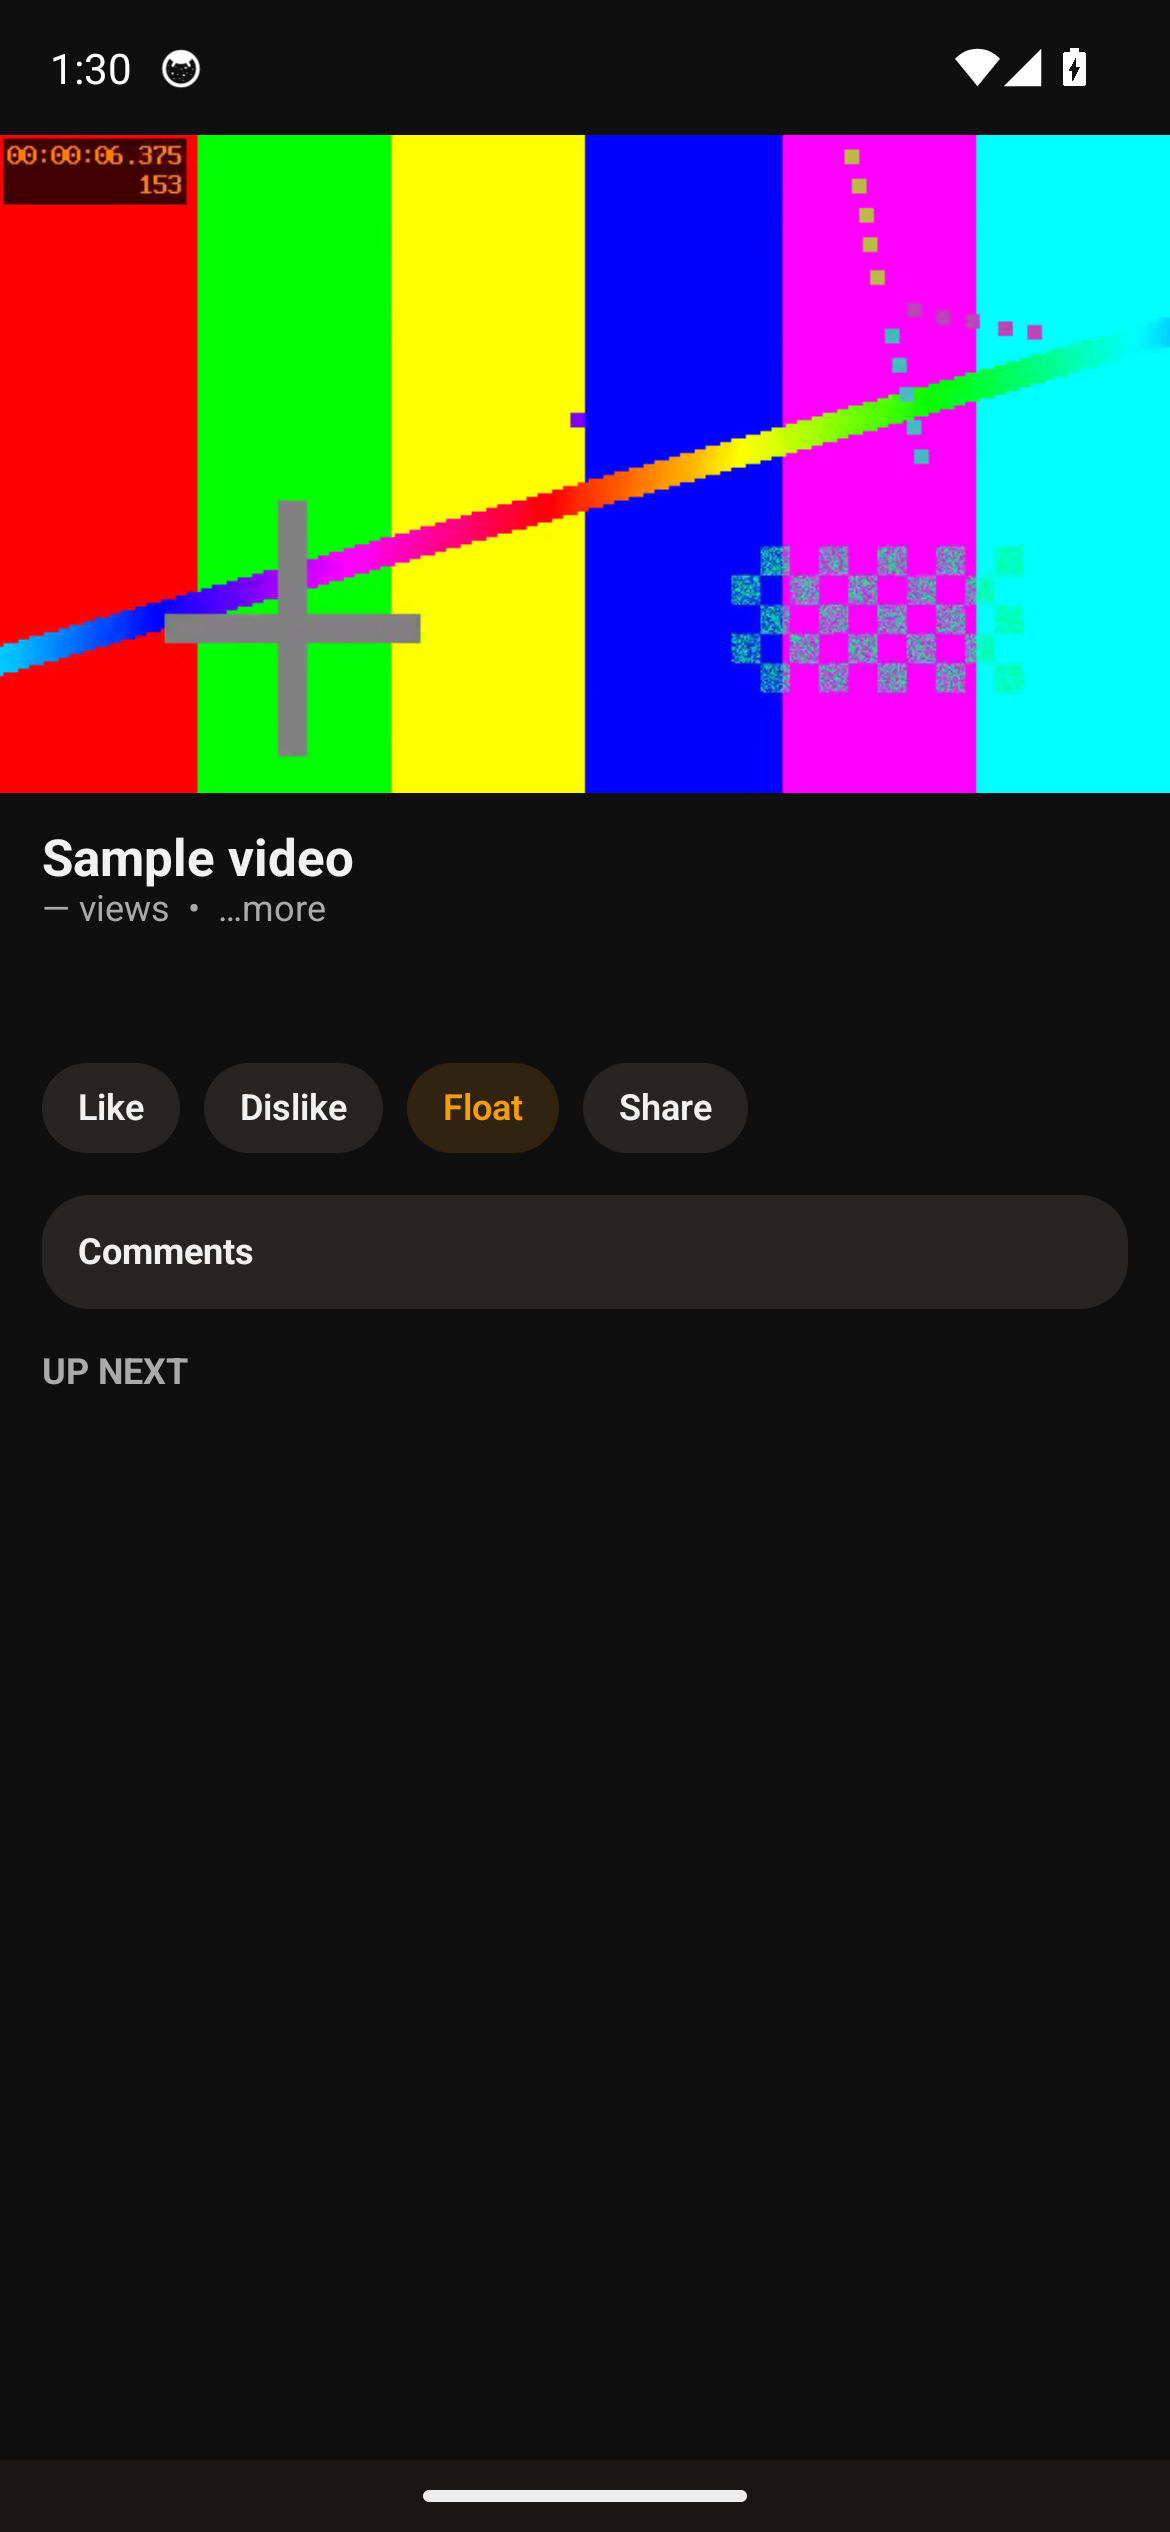 1:30
00:00:06.375
153
Sample video
— views • …more
Like Dislike Float Share
Comments
UP NEXT